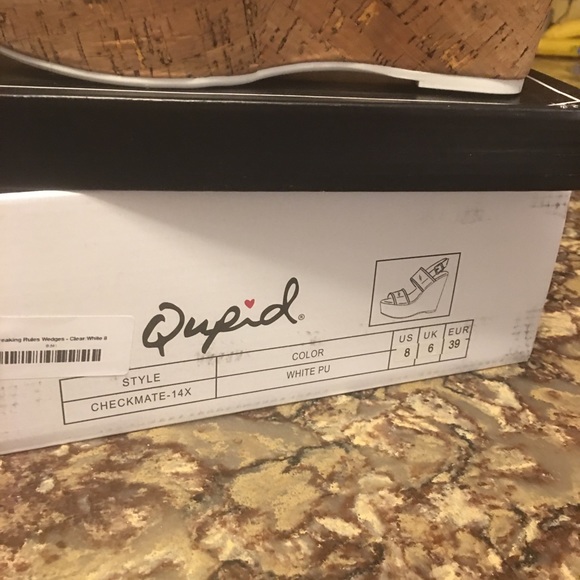 Qupid®
reaking Rules Wedges - Clear/White 8
STYLE
COLOR
US
UK
EUR
CHECKMATE-14X
WHITE PU
8
6
39